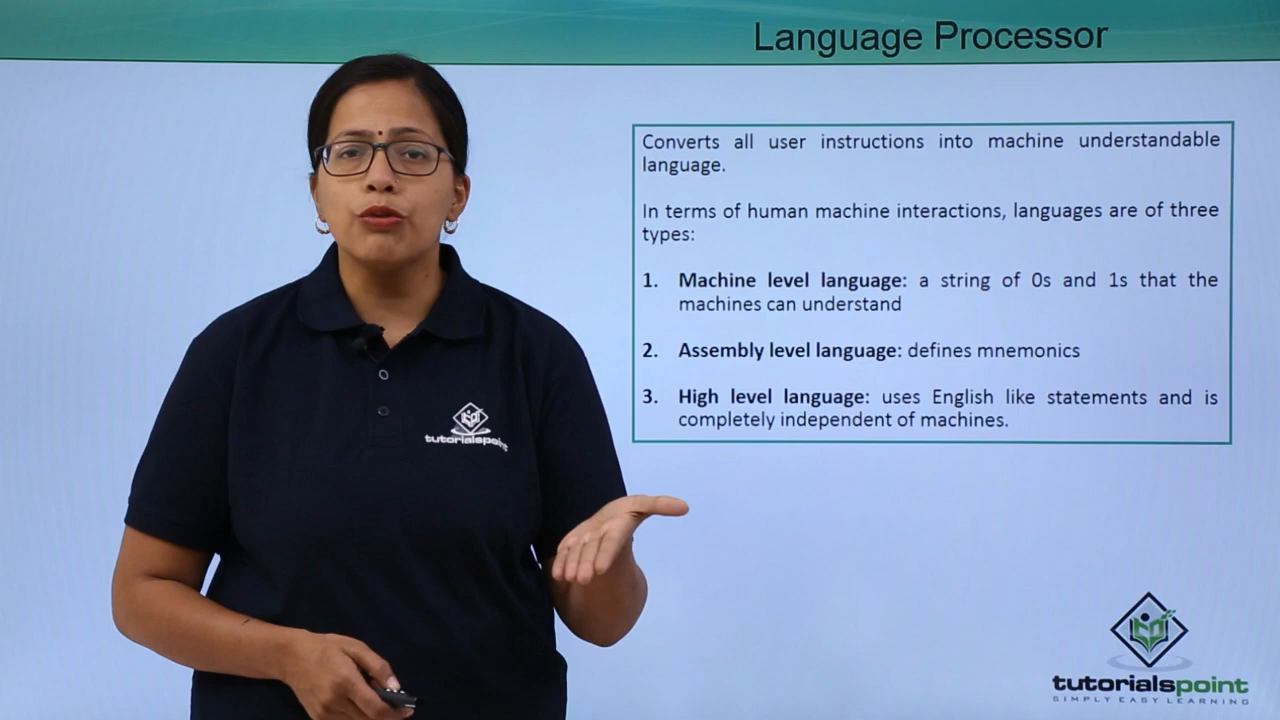 Language Processor
Converts all user instructions into machine understandable
language.
In terms of human machine interactions, languages are of three
types:
1. Machine level language: a string of 0s and 1s that the
machines can understand
2. Assembly level language: defines mnemonics
3. High level language: uses English like statements and is
completely independent of machines.
tutorialspoint
tutorialspoint
SIMPLY EASY LEARNING